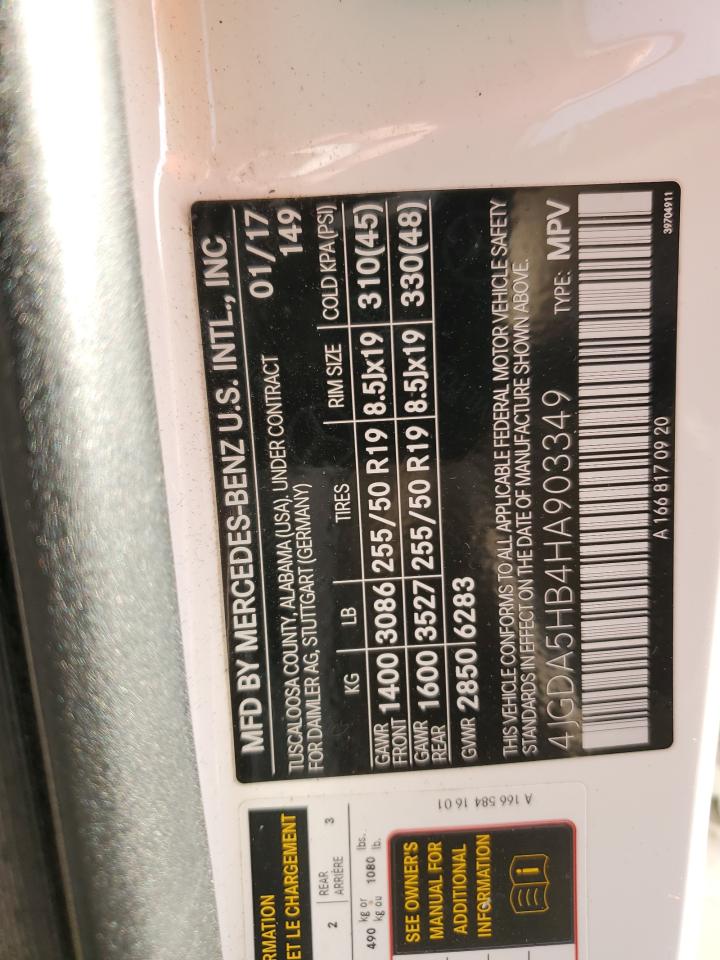 MFD BY MERCEDES-BENZ U.S. INTL., INC
TUSCALOOSA COUNTY, ALABAMA (USA). UNDER CONTRACT 01/17
FOR DAIMLER AG, STUTTGART (GERMANY) 149
KG LB TIRES RIM SIZE COLD KPA(PSI)
GAWR FRONT 1400 3086 255/50 R19 8.5Jx19 310(45)
GAWR REAR 1600 3527 255/50 R19 8.5Jx19 330(48)
GVWR 2850 6283
THIS VEHICLE CONFORMS TO ALL APPLICABLE FEDERAL MOTOR VEHICLE SAFETY
STANDARDS IN EFFECT ON THE DATE OF MANUFACTURE SHOWN ABOVE.
4JGDA5HB4HA903349 TYPE: MPV
A 166 817 09 20
39704911
RMATION
ET LE CHARGEMENT
2 REAR ARRIÈRE 3
490 kg or kg ou 1080 lbs. lb.
SEE OWNER'S
MANUAL FOR
ADDITIONAL
INFORMATION
A 166 584 16 01